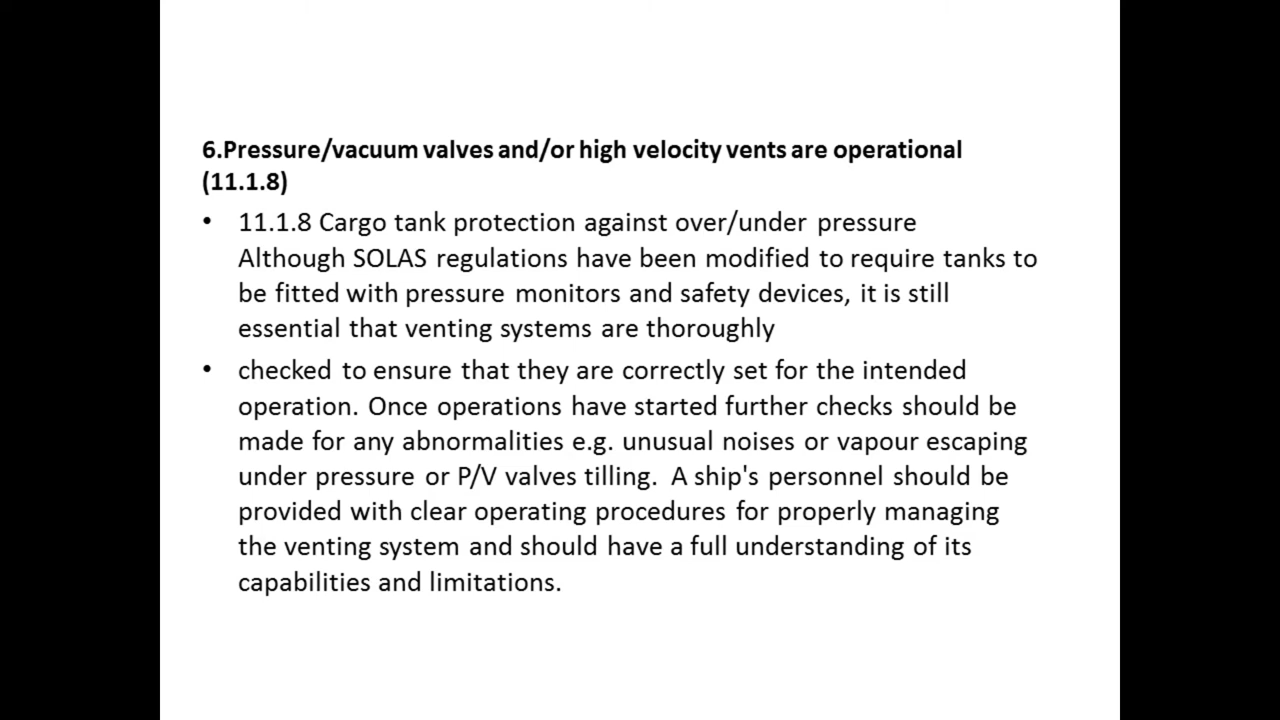 6.Pressure/vacuum valves and/or high velocity vents are operational
(11.1.8)
• 11.1.8 Cargo tank protection against over/under pressure
Although SOLAS regulations have been modified to require tanks to
be fitted with pressure monitors and safety devices, it is still
essential that venting systems are thoroughly
• checked to ensure that they are correctly set for the intended
operation. Once operations have started further checks should be
made for any abnormalities e.g. unusual noises or vapour escaping
under pressure or P/V valves tilling. A ship's personnel should be
provided with clear operating procedures for properly managing
the venting system and should have a full understanding of its
capabilities and limitations.